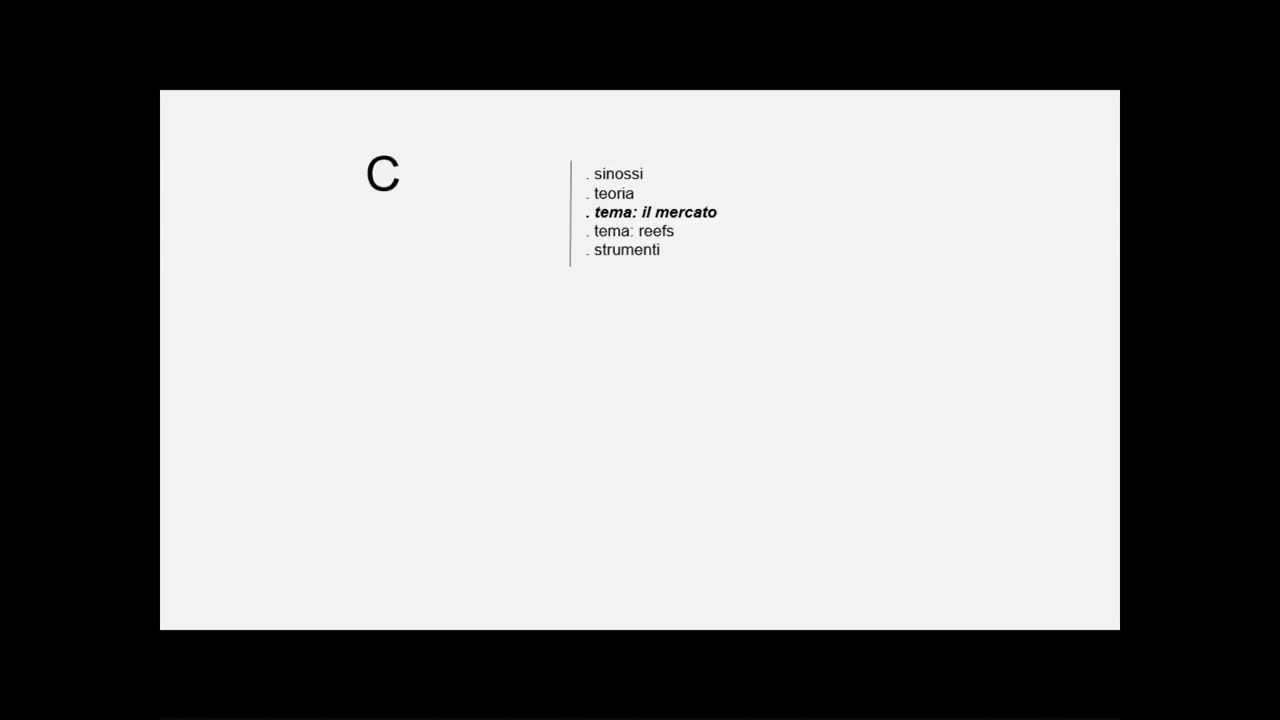 C
. sinossi
. teoria
. tema: il mercato
. tema: reefs
. strumenti